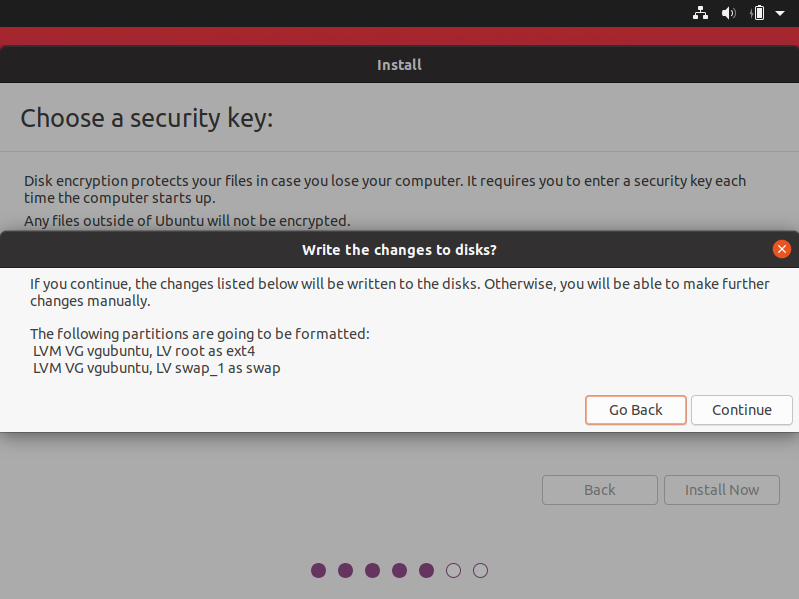 Install
Choose a security key:
Disk encryption protects your files in case you lose your computer. It requires you to enter a security key each
time the computer starts up.
Any files outside of Ubuntu will not be encrypted.
Write the changes to disks?
If you continue, the changes listed below will be written to the disks. Otherwise, you will be able to make further
changes manually.
The following partitions are going to be formatted:
LVM VG vgubuntu, LV root as ext4
LVM VG vgubuntu, LV swap_1 as swap
Go Back
Continue
Back
Install Now